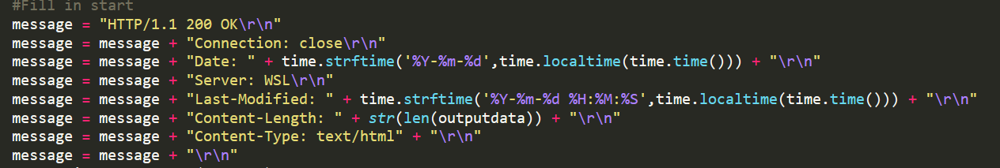 #Fill in start
message = "HTTP/1.1 200 OK\r\n"
message = message + "Connection: close\r\n"
message = message + "Date: " + time.strftime('%Y-%m-%d',time.localtime(time.time())) + "\r\n"
message = message + "Server: WSL\r\n"
message = message + "Last-Modified: " + time.strftime('%Y-%m-%d %H:%M:%S',time.localtime(time.time())) + "\r\n"
message = message + "Content-Length: " + str(len(outputdata)) + "\r\n"
message = message + "Content-Type: text/html" + "\r\n"
message = message + "\r\n"